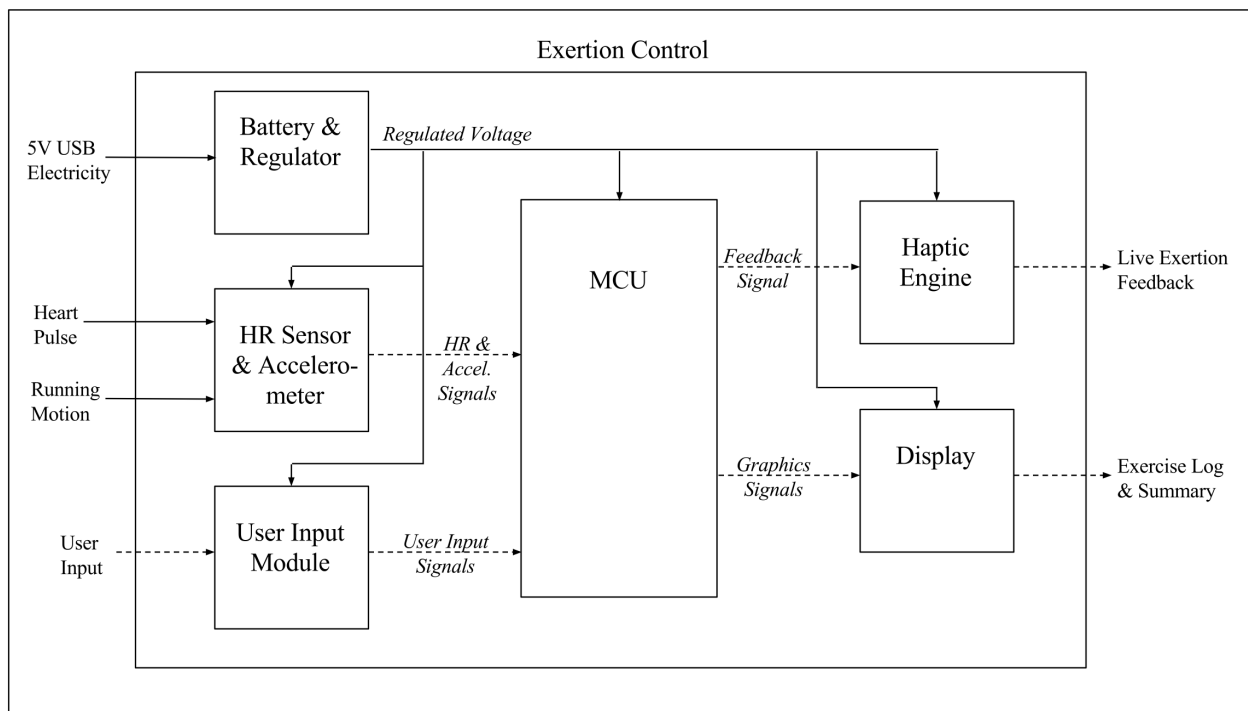 Exertion Control
5V USB
Electricity
Battery &
Regulator
Regulated Voltage
Heart
Pulse
Running
Motion
HR Sensor
& Accelero-
meter
HR &
Accel.
Signals
User
Input
User Input
Module
User Input
Signals
MCU
Feedback
Signal
Haptic
Engine
Live Exertion
Feedback
Graphics
Signals
Display
Exercise Log
& Summary